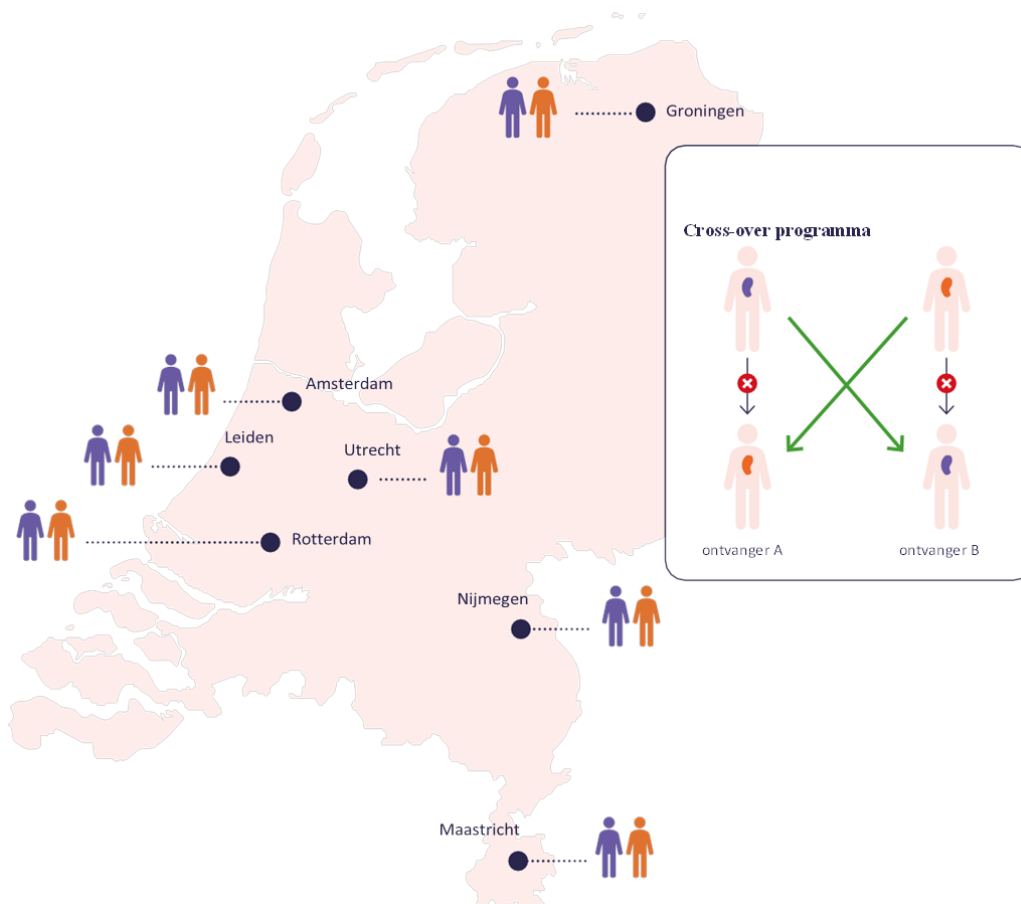 Groningen
Cross-over programma
Amsterdam
Leiden
Utrecht
Rotterdam
ontvanger A
ontvanger B
Nijmegen
Maastricht